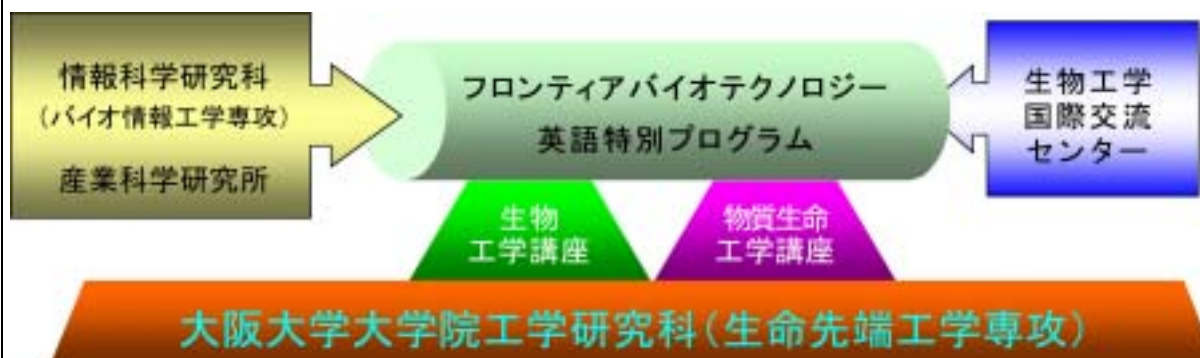 情報科学研究科
(バイオ情報工学専攻)
産業科学研究所
フロンティアバイオテクノロジー
英語特別プログラム
生物工学
国際交流
センター
生物
工学講座
物質生命
工学講座
大阪大学大学院工学研究科(生命先端工学専攻)